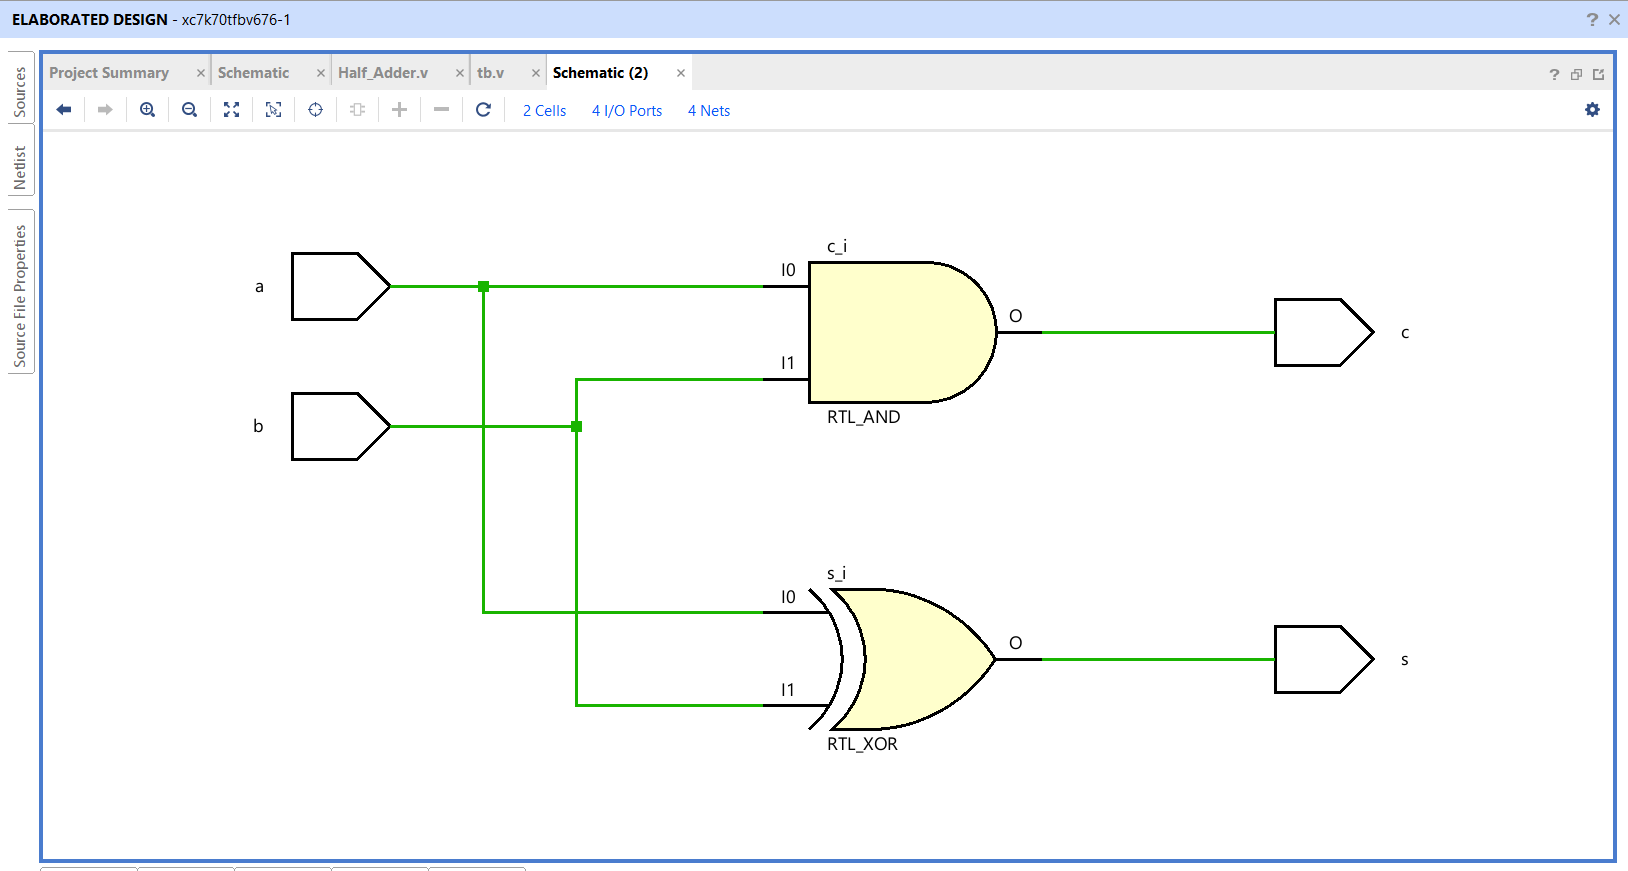 ELABORATED DESIGN - xc7k70tfbv676-1
Sources
Netlist
Source File Properties
Project Summary
Schematic
Half_Adder.v
tb.v
Schematic (2)
2 Cells
4 I/O Ports
4 Nets
a
b
c_i
I0
I1
O
RTL_AND
c
s_i
I0
I1
O
RTL_XOR
s